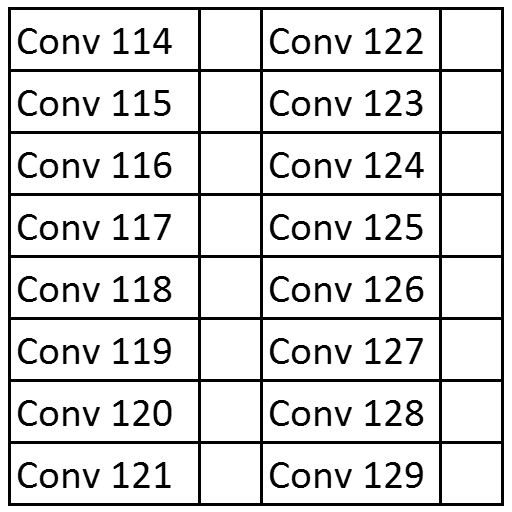 Conv 114 Conv 122
Conv 115 Conv 123
Conv 116 Conv 124
Conv 117 Conv 125
Conv 118 Conv 126
Conv 119 Conv 127
Conv 120 Conv 128
Conv 121 Conv 129